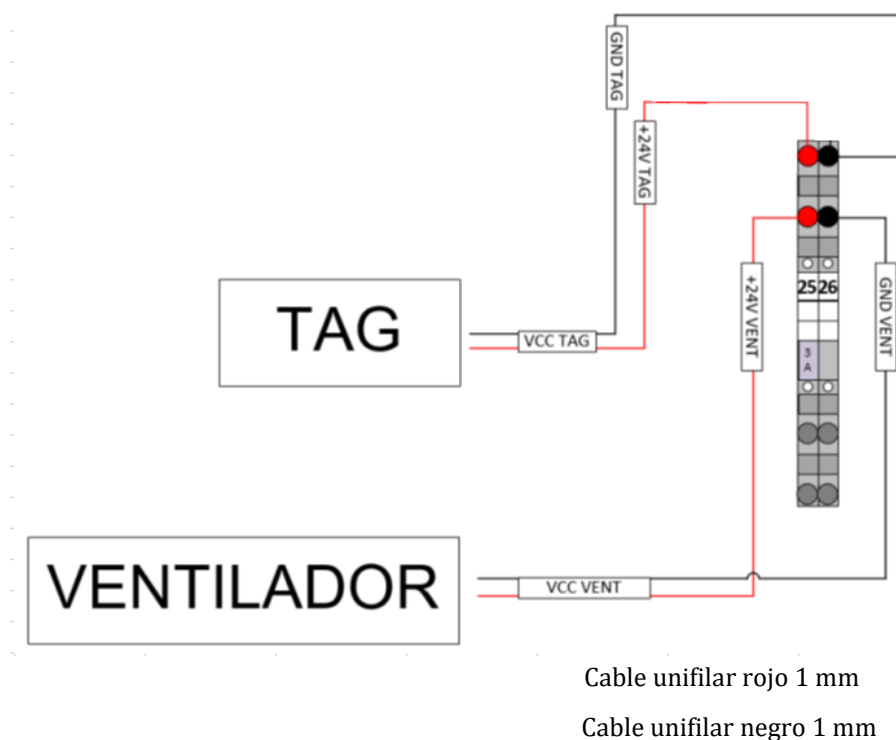 GND TAG
+24V TAG
25 26
TAG
+24V VENT
GND VENT
VCC TAG
3
A
VENTILADOR
VCC VENT
Cable unifilar rojo 1 mm
Cable unifilar negro 1 mm